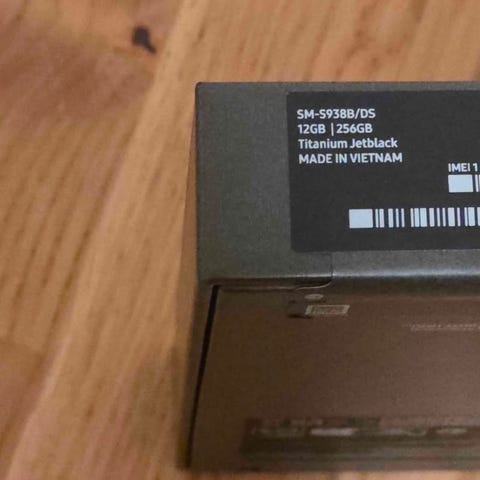 SM-S938B/DS
12GB | 256GB
Titanium Jetblack
MADE IN VIETNAM
IMEI 1